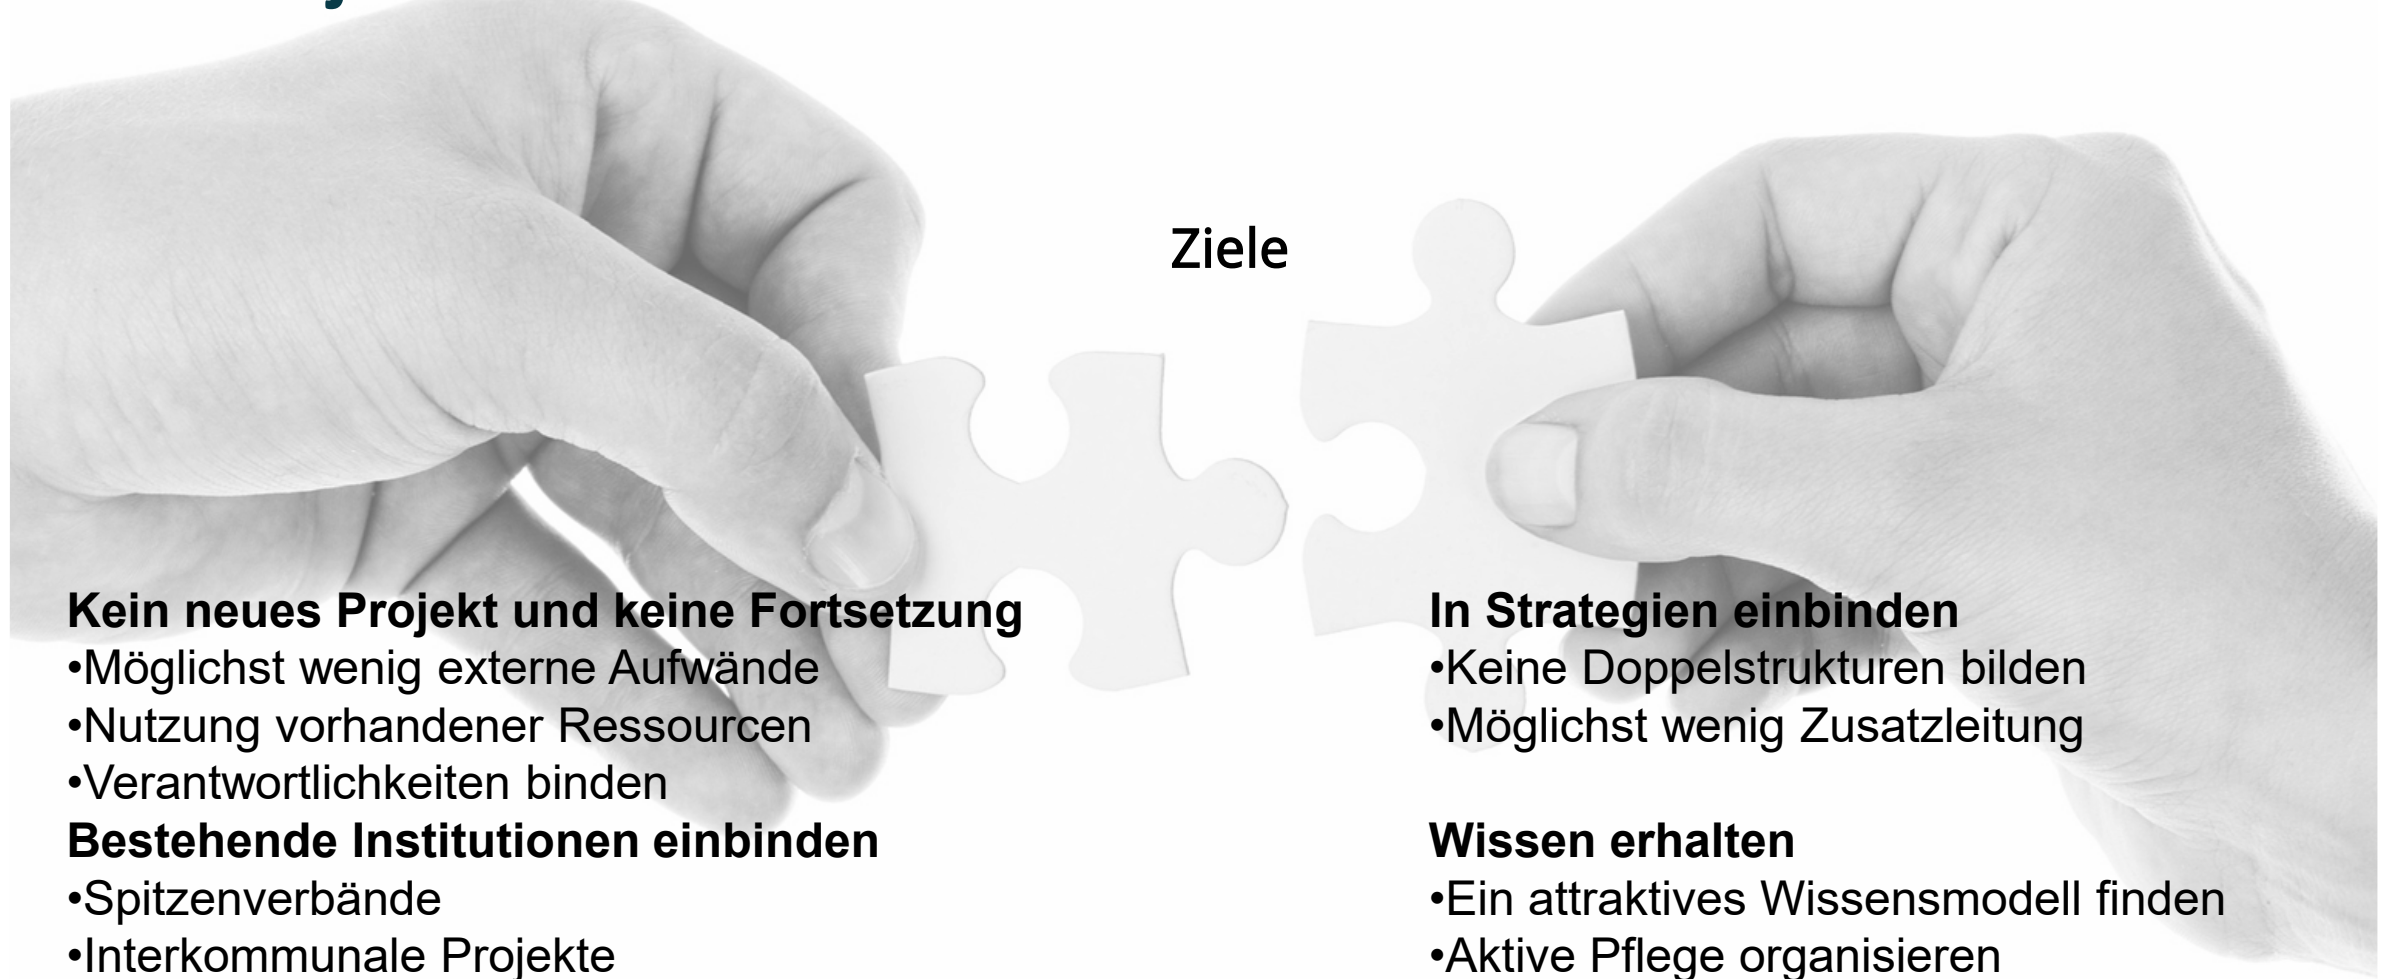 Ziele
Kein neues Projekt und keine Fortsetzung
•Möglichst wenig externe Aufwände
•Nutzung vorhandener Ressourcen
•Verantwortlichkeiten binden
Bestehende Institutionen einbinden
•Spitzenverbände
•Interkommunale Projekte
In Strategien einbinden
•Keine Doppelstrukturen bilden
•Möglichst wenig Zusatzleitung
Wissen erhalten
•Ein attraktives Wissensmodell finden
•Aktive Pflege organisieren